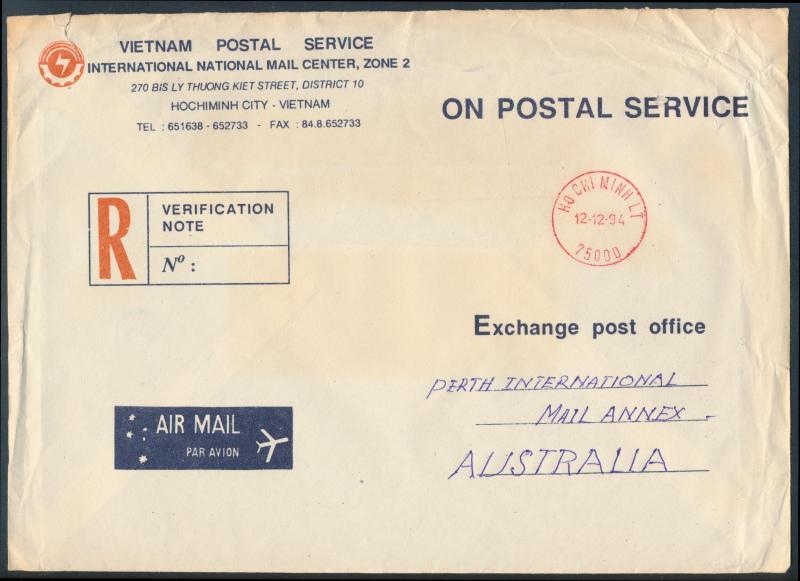 VIETNAM POSTAL SERVICE
INTERNATIONAL NATIONAL MAIL CENTER, ZONE 2
270 BIS LY THUONG KIET STREET, DISTRICT 10
HOCHIMINH CITY - VIETNAM
TEL : 651638 - 652733 - FAX : 84.8.652733
ON POSTAL SERVICE
R
VERIFICATION
NOTE
Nº :
HO CHI MINH LT
12-12-94
75000
Exchange post office
PERTH INTERNATIONAL
MAIL ANNEX.
AUSTRALIA
AIR MAIL
PAR AVION